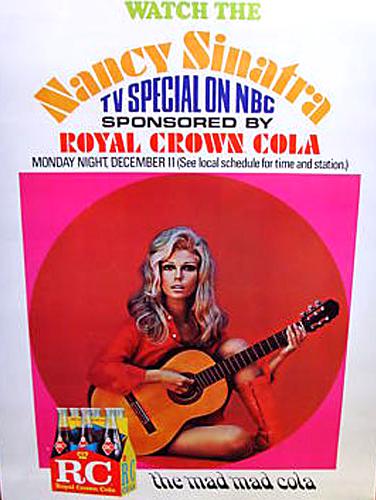 WATCH THE
Nancy Sinatra
TV SPECIAL ON NBC
SPONSORED BY
ROYAL CROWN COLA
MONDAY NIGHT, DECEMBER 11 (See local schedule for time and station.)
RC
Royal Crown Cola
RC
the mad mad cola